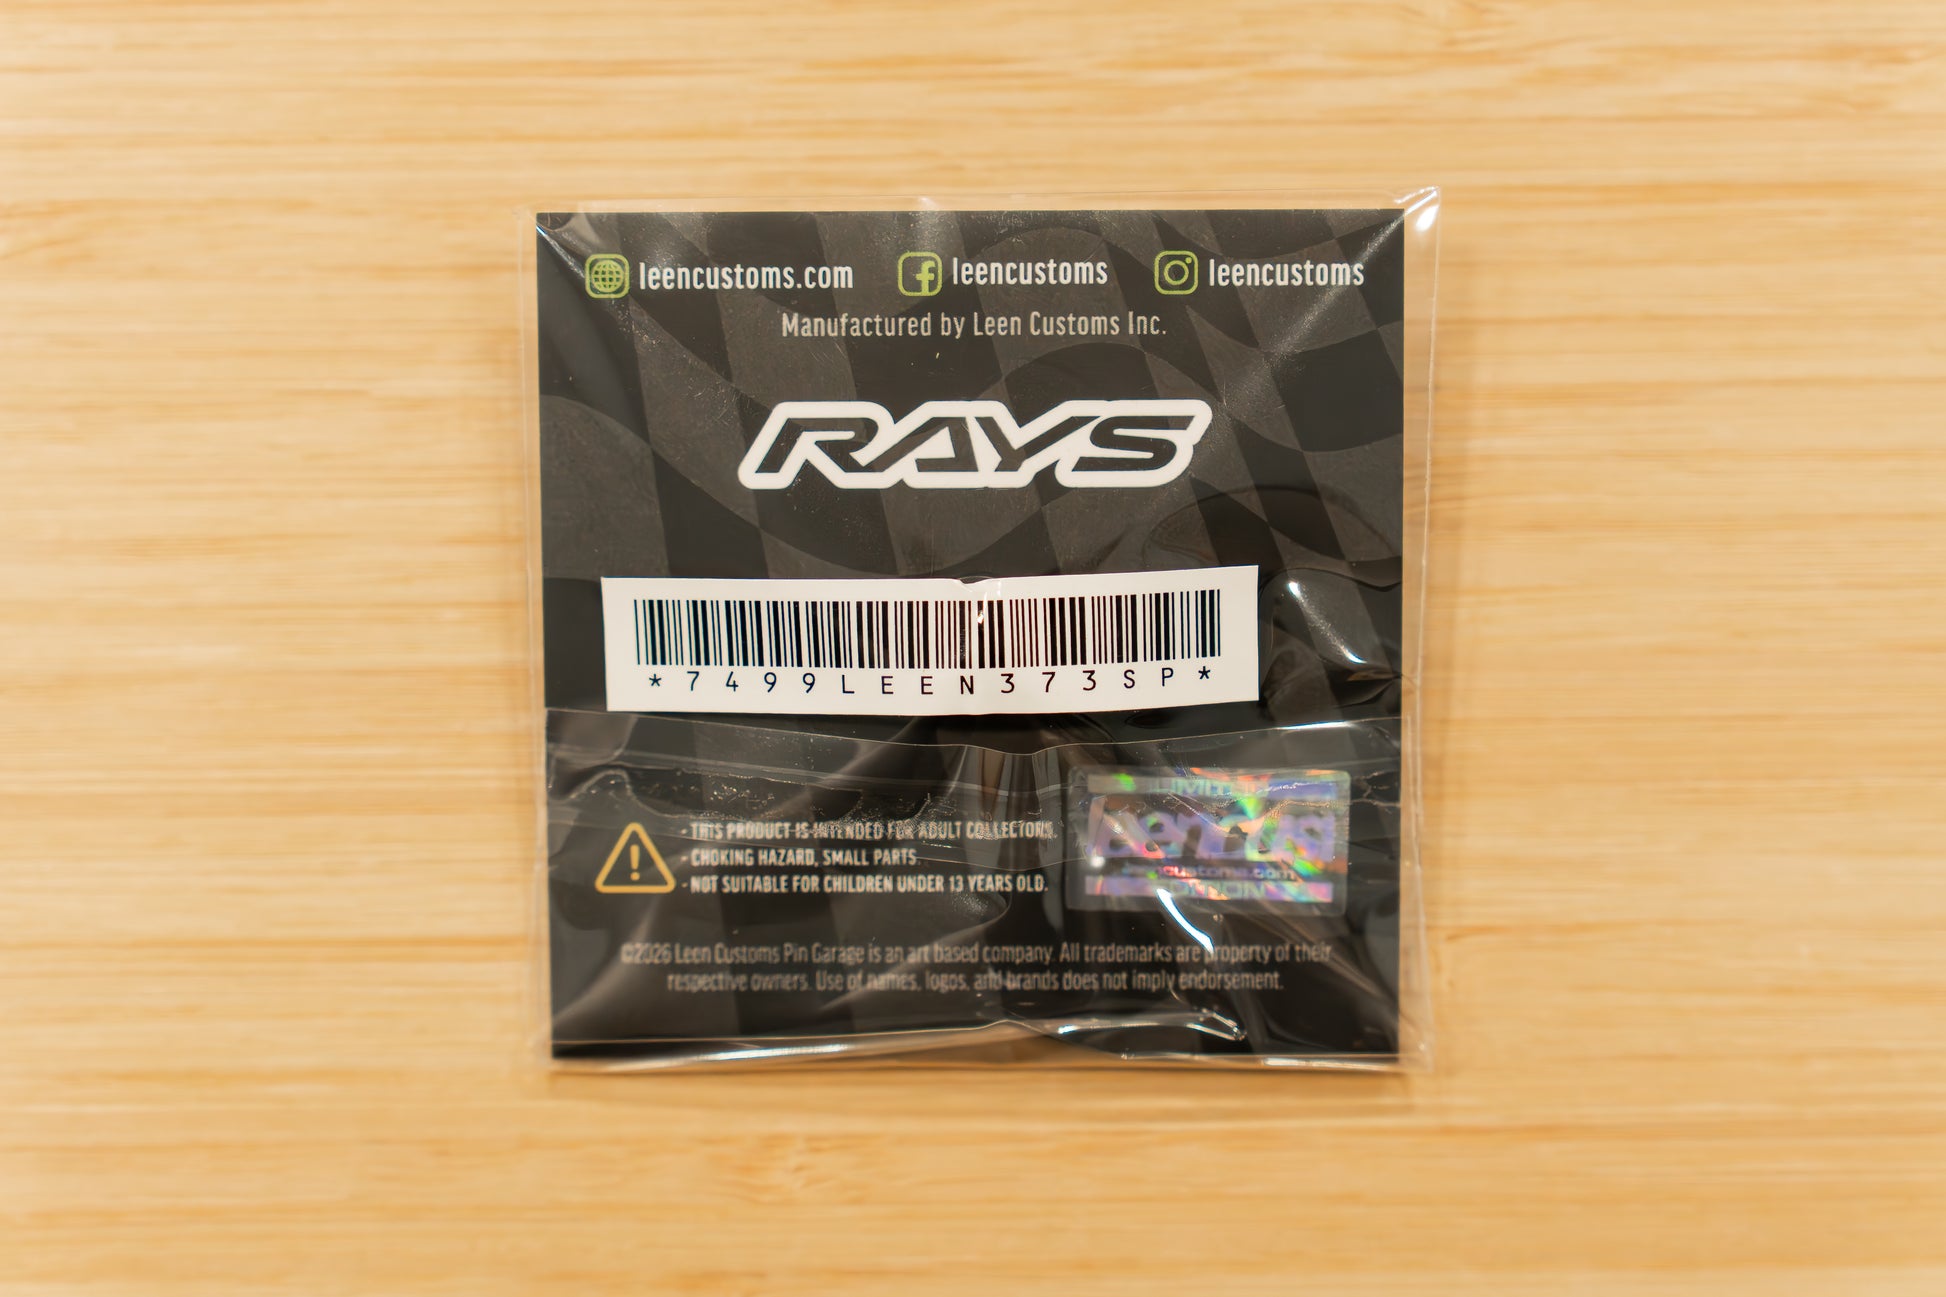 leencustoms.com leencustoms leencustoms
Manufactured by Leen Customs Inc.
RAYS
*7499LEEN373SP*
- THIS PRODUCT IS INTENDED FOR ADULT COLLECTORS.
- CHOKING HAZARD, SMALL PARTS.
- NOT SUITABLE FOR CHILDREN UNDER 13 YEARS OLD.
leencustoms.com
EDITION
©2026 Leen Customs Pin Garage is an art based company. All trademarks are property of their
respective owners. Use of names, logos, and brands does not imply endorsement.